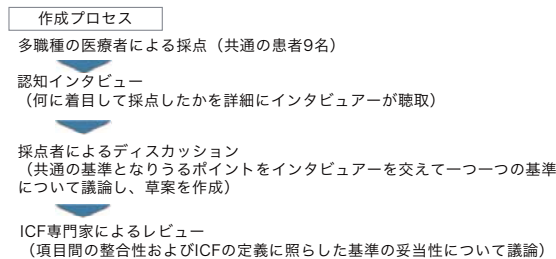 作成プロセス
多職種の医療者による採点（共通の患者9名）
認知インタビュー
（何に着目して採点したかを詳細にインタビュアーが聴取）
採点者によるディスカッション
（共通の基準となりうるポイントをインタビュアーを交えて一つ一つの基準
について議論し、草案を作成）
ICF専門家によるレビュー
（項目間の整合性およびICFの定義に照らした基準の妥当性について議論）